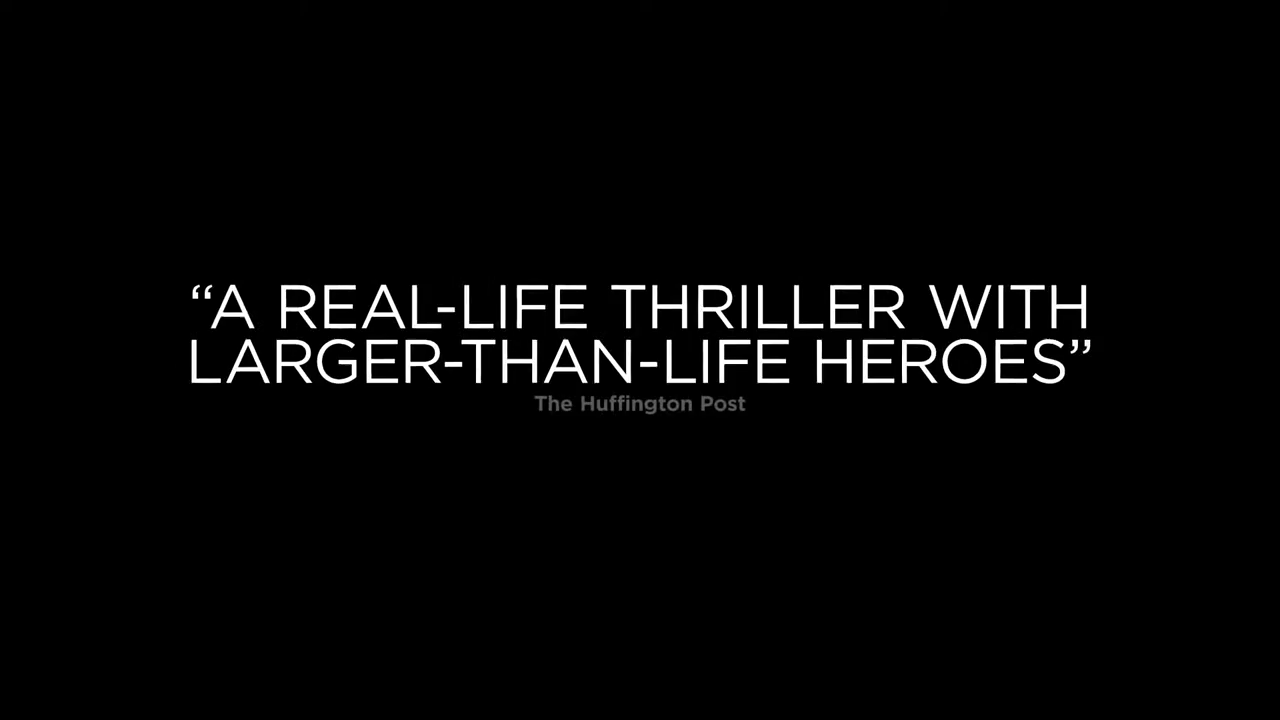 “A REAL-LIFE THRILLER WITH
LARGER-THAN-LIFE HEROES”
The Huffington Post